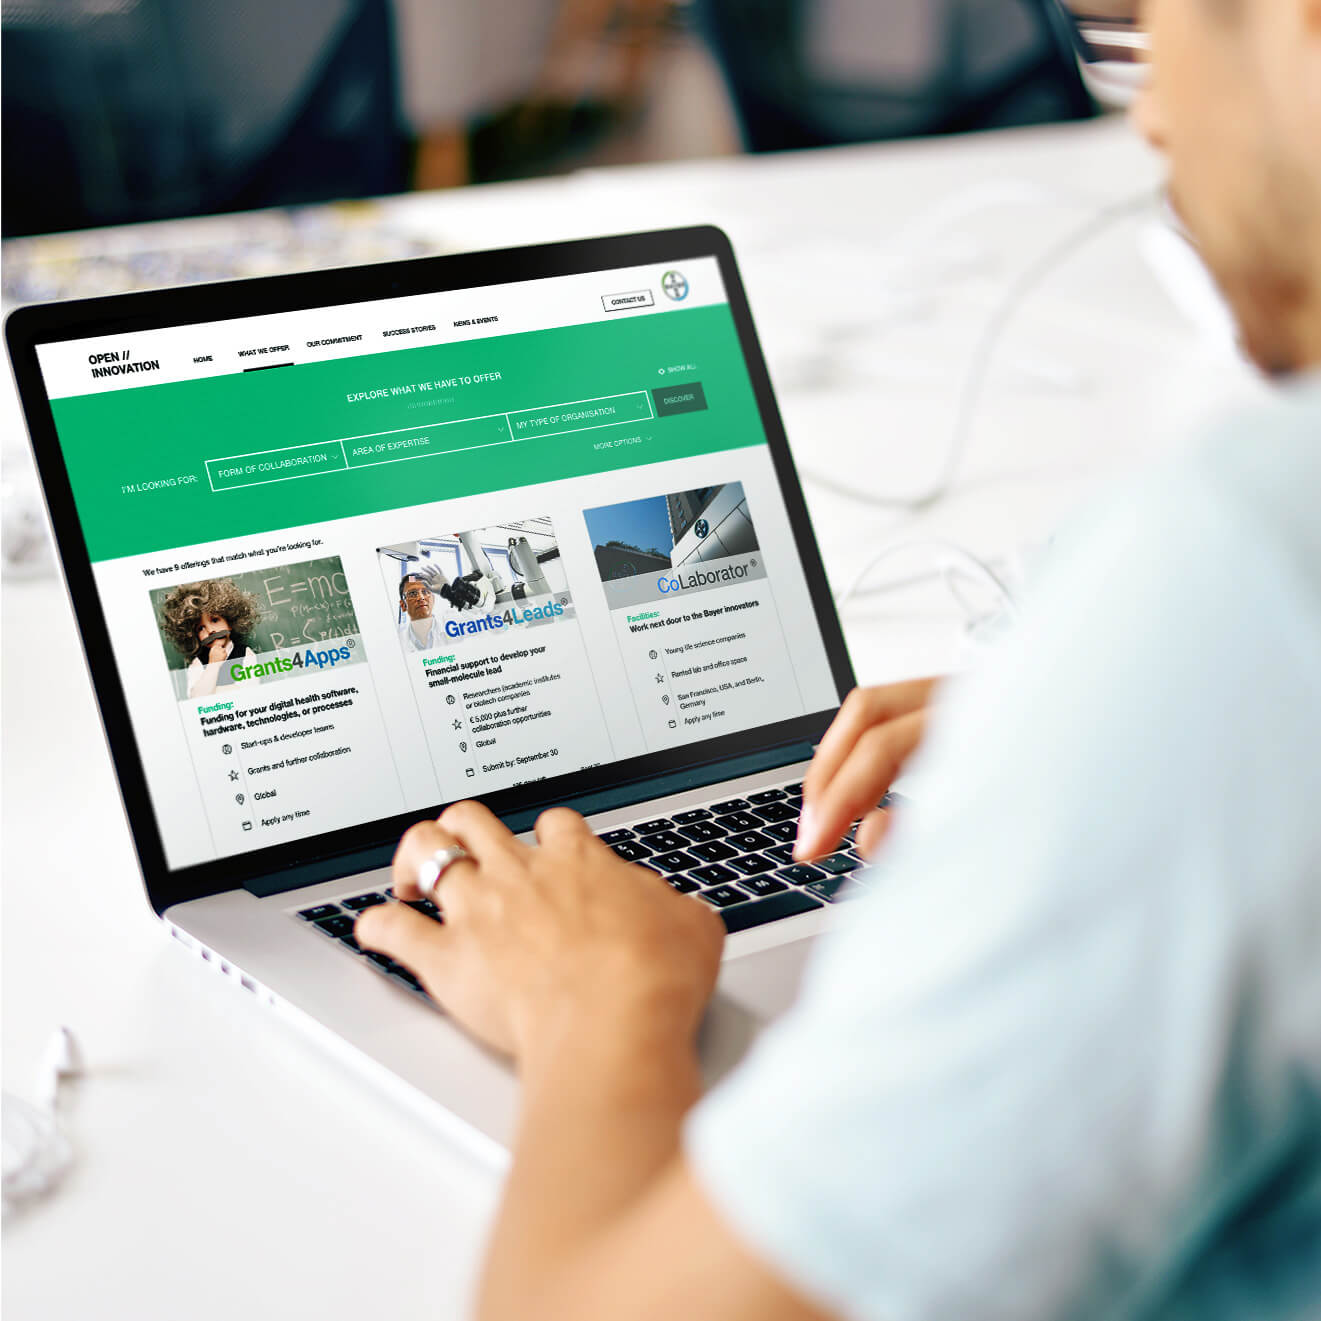 OPEN //
INNOVATION
HOME
WHAT WE OFFER
OUR COMMITMENT
SUCCESS STORIES
NEWS & EVENTS
CONTACT US
EXPLORE WHAT WE HAVE TO OFFER
SHOW ALL
I'M LOOKING FOR:
FORM OF COLLABORATION
AREA OF EXPERTISE
MY TYPE OF ORGANISATION
DISCOVER
MORE OPTIONS
We have 9 offerings that match what you're looking for.
E=mc
Grants4Apps®
Funding:
Funding for your digital health software,
hardware, technologies, or processes
Start-ups & developer teams
Grants and further collaboration
Global
Apply any time
Grants4Leads®
Funding:
Financial support to develop your
small-molecule lead
Researchers (academic institutes
or biotech companies
€ 5,000 plus further
collaboration opportunities
Global
Submit by: September 30
CoLaborator®
Facilities:
Work next door to the Bayer innovators
Young life science companies
Rented lab and office space
San Francisco, USA, and Berlin,
Germany
Apply any time